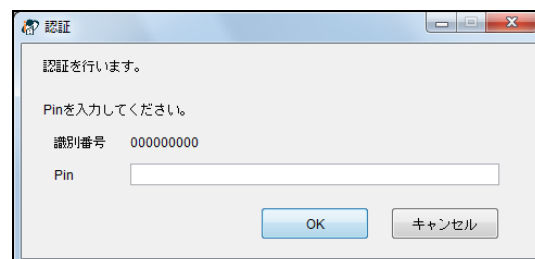 認証
認証を行います。
Pinを入力してください。
識別番号 000000000
Pin
OK キャンセル